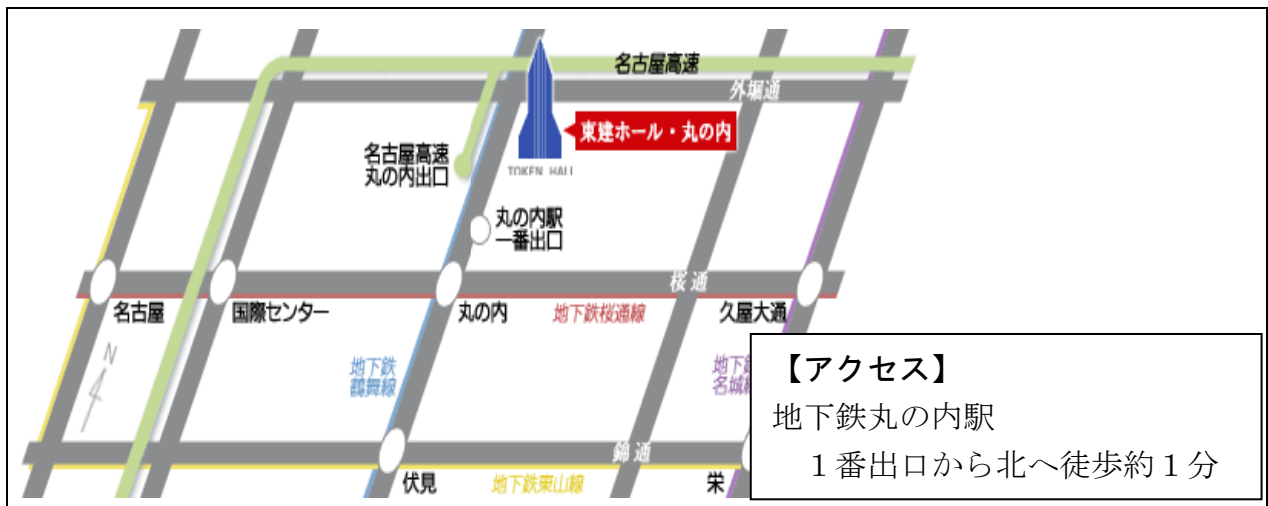 名古屋高速
外堀通
東建ホール・丸の内
名古屋高速
丸の内出口
TOKEN HALL
丸の内駅
一番出口
桜通
名古屋
国際センター
丸の内
地下鉄桜通線
久屋大通
N
地下鉄
鶴舞線
地下
名城
【アクセス】
地下鉄丸の内駅
１番出口から北へ徒歩約１分
錦通
伏見
地下鉄東山線
栄